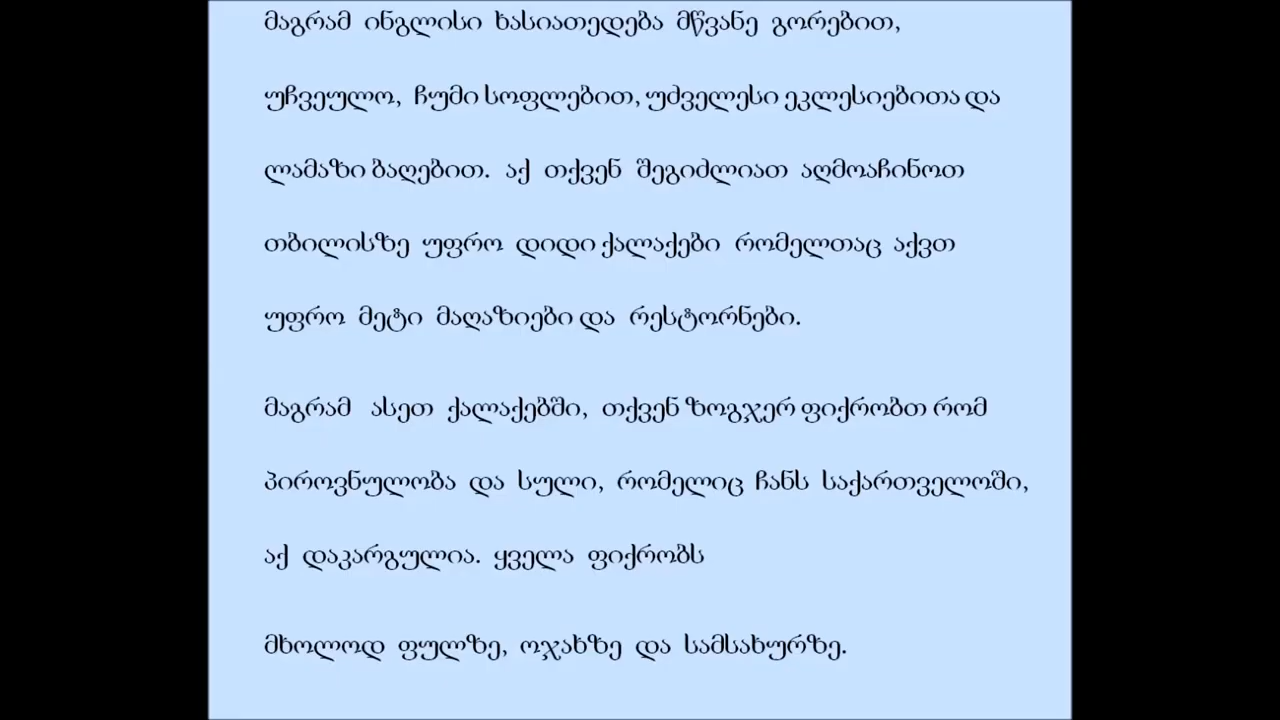 მაგრამ ინგლისი ხასიათედება მწვანე გორებით,
უჩვეულო, ჩუმი სოფლებით, უძველესი ეკლესიებითა და
ლამაზი ბაღებით. აქ თქვენ შეგიძლიათ აღმოაჩინოთ
თბილისზე უფრო დიდი ქალაქები რომელთაც აქვთ
უფრო მეტი მაღაზიები და რესტორნები.
მაგრამ ასეთ ქალაქებში, თქვენ ზოგჯერ ფიქრობთ რომ
პიროვნულობა და სული, რომელიც ჩანს საქართველოში,
აქ დაკარგულია. ყველა ფიქრობს
მხოლოდ ფულზე, ოჯახზე და სამსახურზე.